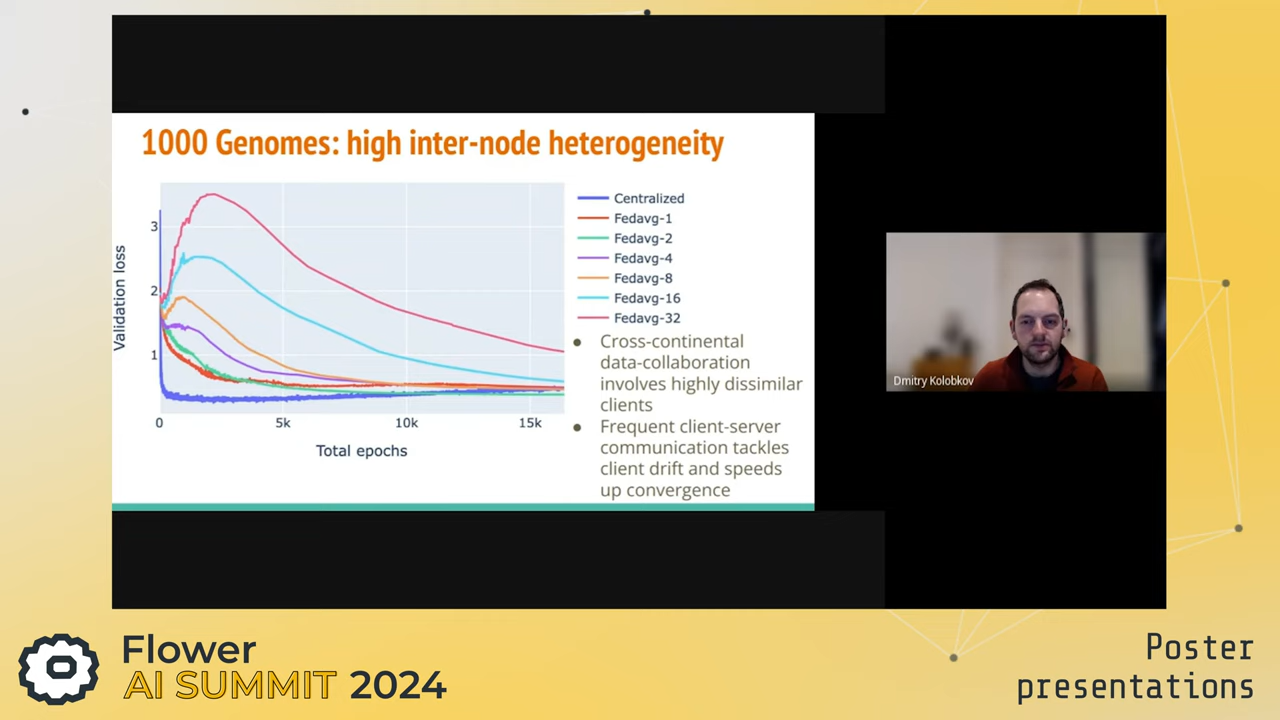 1000 Genomes: high inter-node heterogeneity
Validation loss
3
2
1
0
5k
10k
15k
Total epochs
Centralized
Fedavg-1
Fedavg-2
Fedavg-4
Fedavg-8
Fedavg-16
Fedavg-32
Cross-continental
data-collaboration
involves highly dissimilar
clients
Frequent client-server
communication tackles
client drift and speeds
up convergence
Dmitry Kolobkov
Flower
AI SUMMIT 2024
Poster
presentations